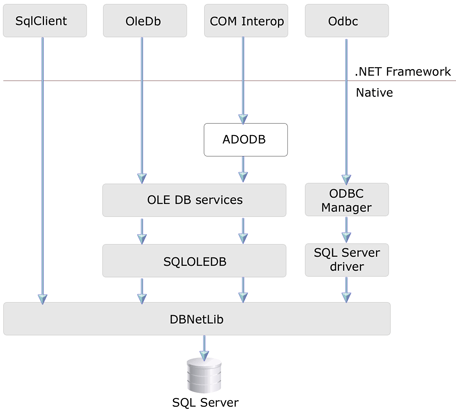 SqlClient
OleDb
COM Interop
Odbc
.NET Framework
Native
ADODB
OLE DB services
ODBC
Manager
SQLOLEDB
SQL Server
driver
DBNetLib
SQL Server